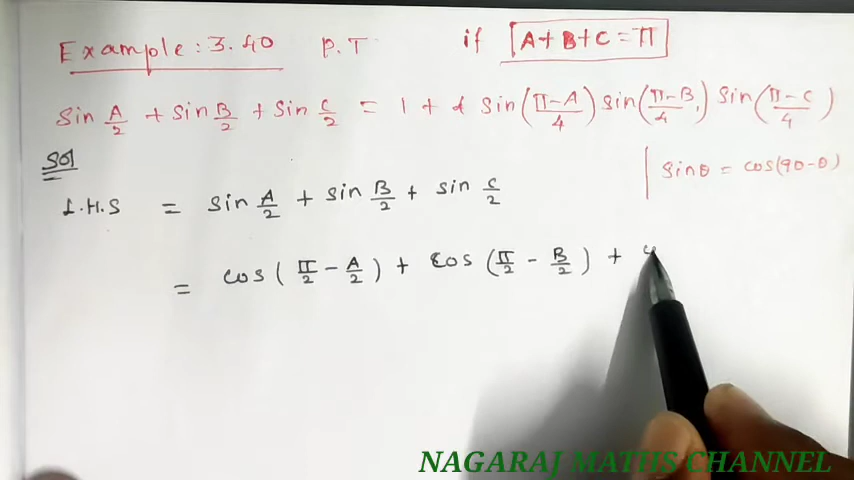 Example: 3.40 P.T if A+B+C=π
Sin A/2 + Sin B/2 + Sin C/2 = 1 + 4 Sin(π-A/4) Sin(π-B/4) Sin(π-C/4)
Sol
L.H.S = Sin A/2 + Sin B/2 + Sin C/2
Sinθ = cos(90-θ)
= Cos(π/2 - A/2) + Cos(π/2 - B/2) +
NAGARAJ MATHS CHANNEL